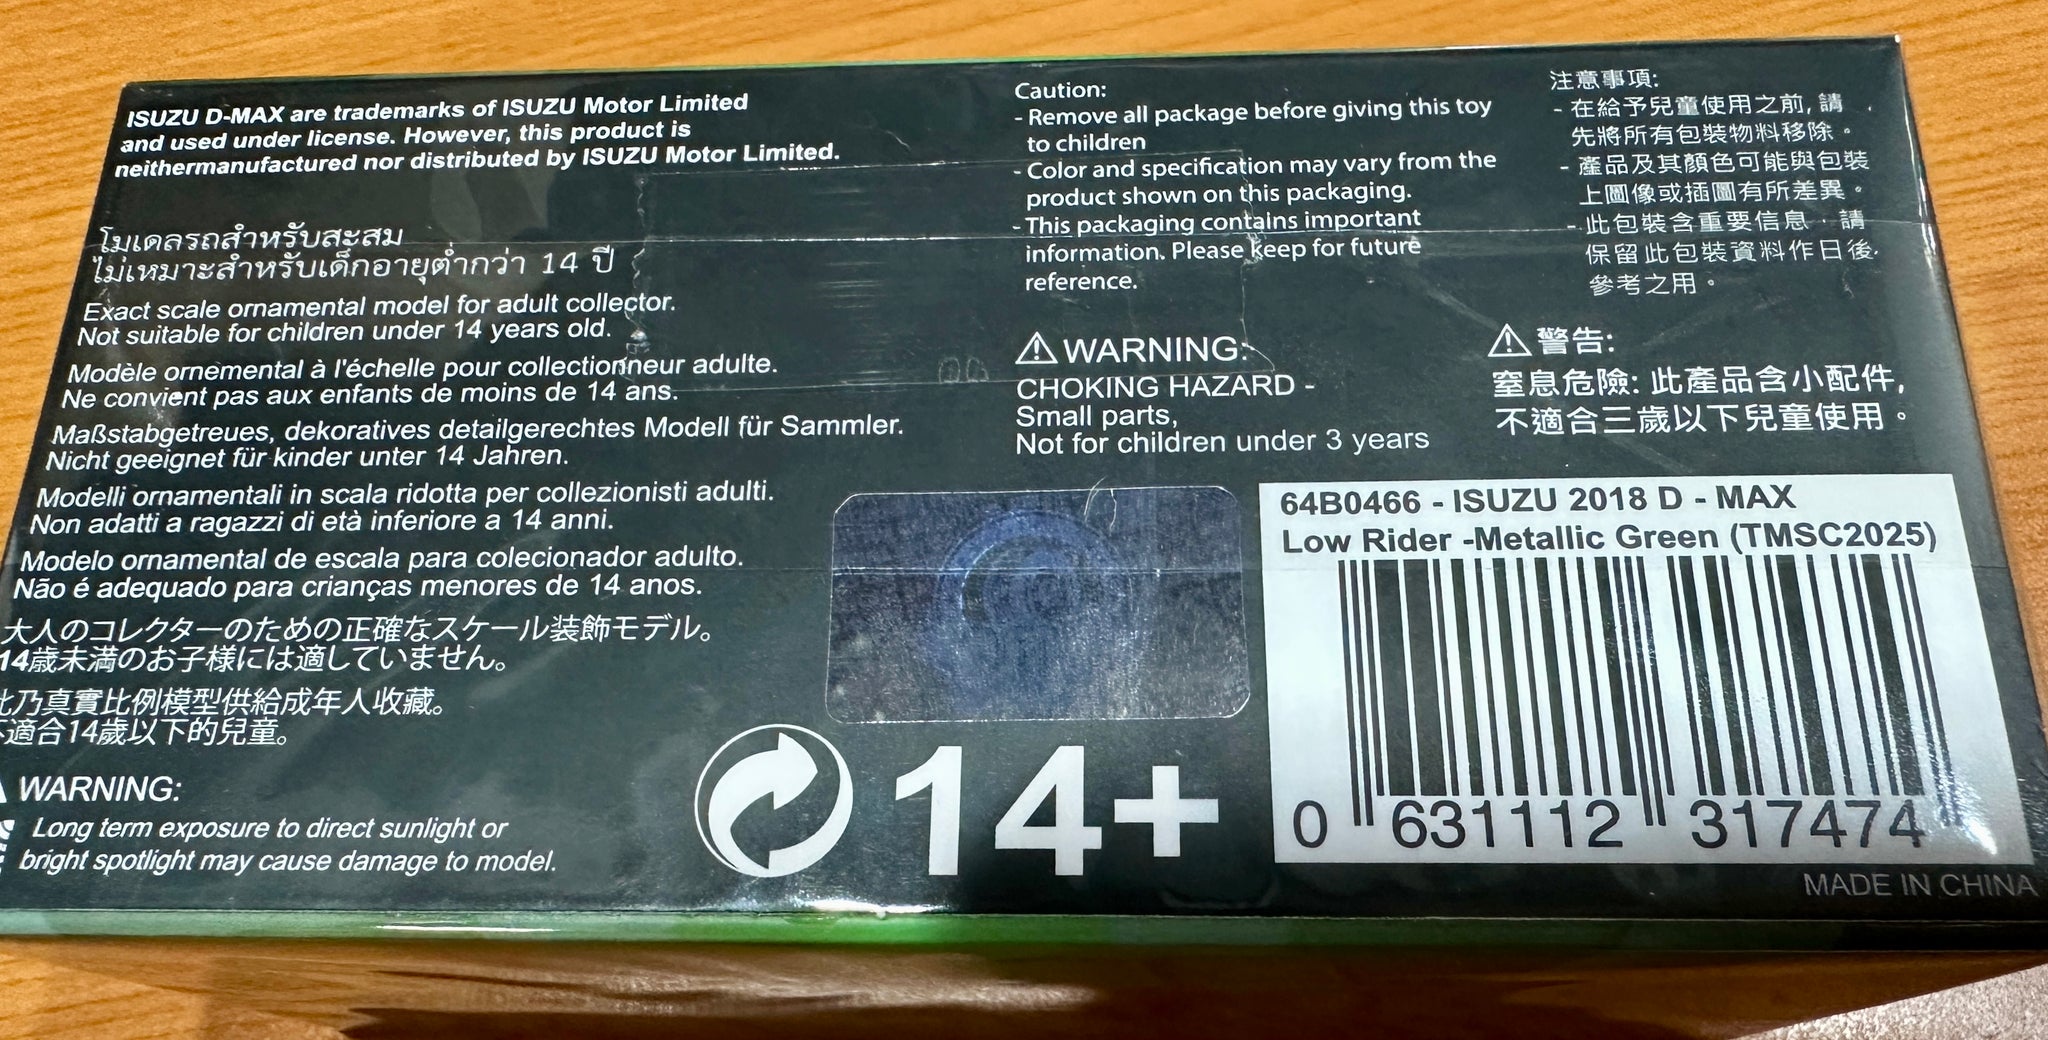 ISUZU D-MAX are trademarks of ISUZU Motor Limited
and used under license. However, this product is
neithermanufactured nor distributed by ISUZU Motor Limited.
โมเดลรถสำหรับสะสม
ไม่เหมาะสำหรับเด็กอายุต่ำกว่า 14 ปี
Exact scale ornamental model for adult collector.
Not suitable for children under 14 years old.
Modèle ornemental à l'échelle pour collectionneur adulte.
Ne convient pas aux enfants de moins de 14 ans.
Maßstabgetreues, dekoratives detailgerechtes Modell für Sammler.
Nicht geeignet für kinder unter 14 Jahren.
Modelli ornamentali in scala ridotta per collezionisti adulti.
Non adatti a ragazzi di età inferiore a 14 anni.
Modelo ornamental de escala para colecionador adulto.
Não é adequado para crianças menores de 14 anos.
大人のコレクターのための正確なスケール装飾モデル。
14歳未満のお子様には適していません。
此乃真實比例模型供給成年人收藏。
不適合14歲以下的兒童。
WARNING:
Long term exposure to direct sunlight or
bright spotlight may cause damage to model.
Caution:
- Remove all package before giving this toy
to children
- Color and specification may vary from the
product shown on this packaging.
- This packaging contains important
information. Please keep for future
reference.
⚠ WARNING:
CHOKING HAZARD -
Small parts,
Not for children under 3 years
注意事項:
- 在給予兒童使用之前, 請
先將所有包裝物料移除。
- 產品及其顏色可能與包裝
上圖像或插圖有所差異。
- 此包裝含重要信息，請
保留此包裝資料作日後
參考之用。
⚠ 警告:
窒息危險: 此產品含小配件,
不適合三歲以下兒童使用。
14+
64B0466 - ISUZU 2018 D - MAX
Low Rider -Metallic Green (TMSC2025)
0 631112 317474
MADE IN CHINA